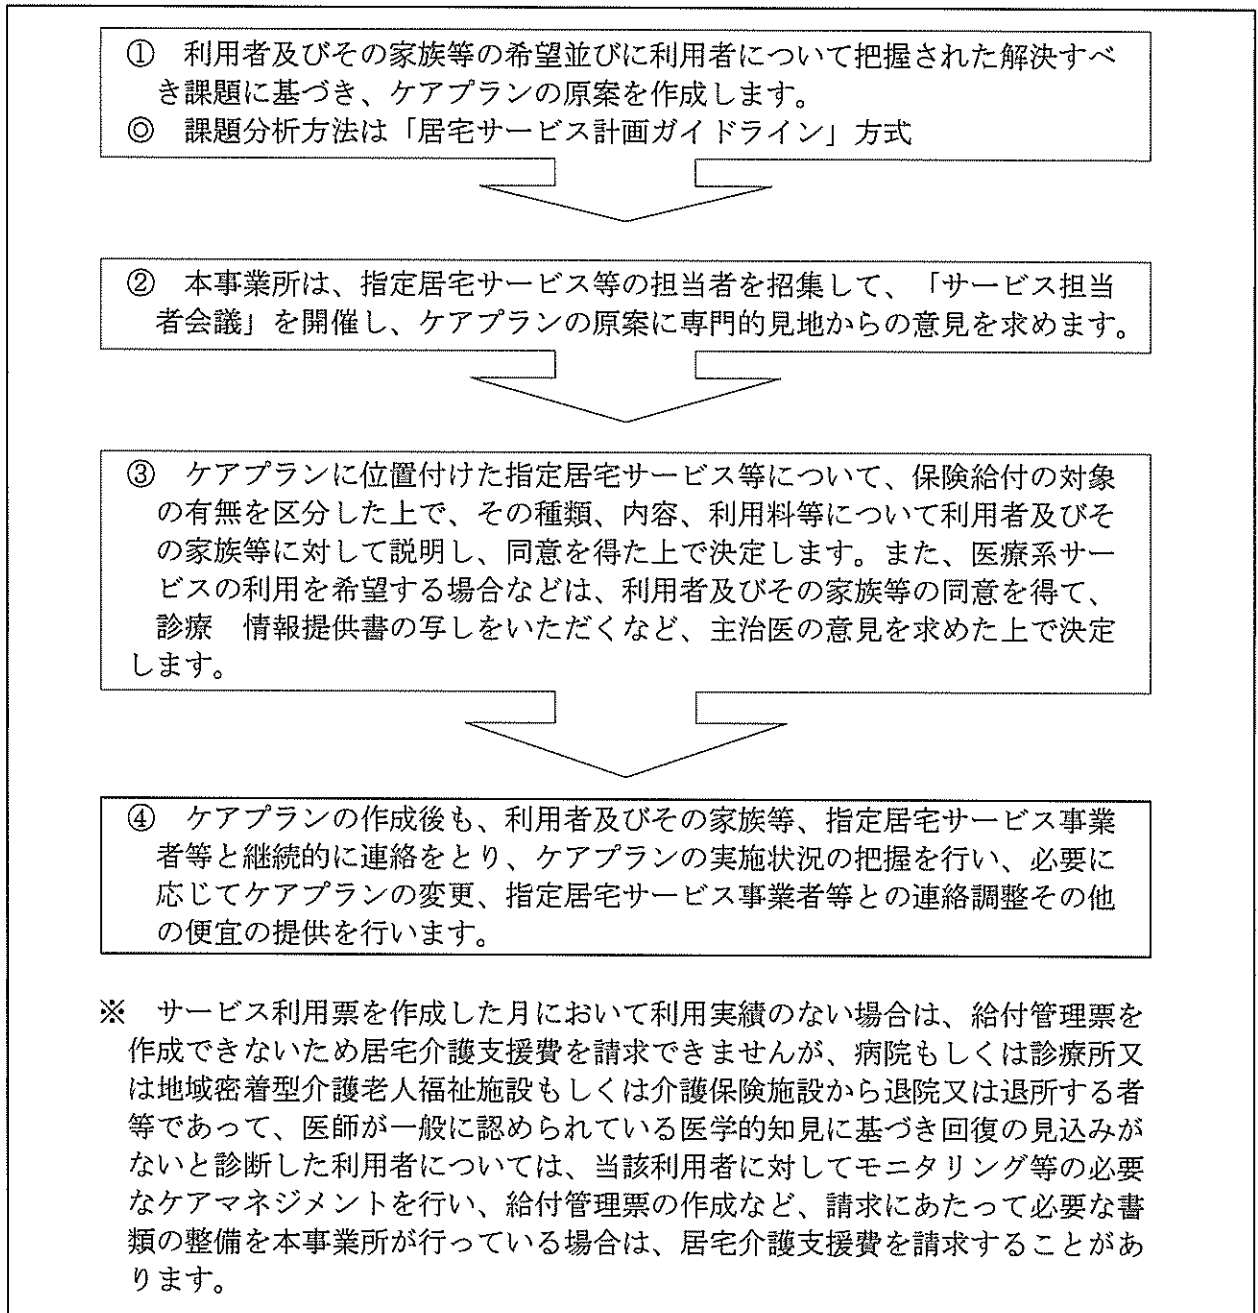 ① 利用者及びその家族等の希望並びに利用者について把握された解決すべ
き課題に基づき、ケアプランの原案を作成します。
◎ 課題分析方法は「居宅サービス計画ガイドライン」方式
② 本事業所は、指定居宅サービス等の担当者を招集して、「サービス担当
者会議」を開催し、ケアプランの原案に専門的見地からの意見を求めます。
③ ケアプランに位置付けた指定居宅サービス等について、保険給付の対象
の有無を区分した上で、その種類、内容、利用料等について利用者及びそ
の家族等に対して説明し、同意を得た上で決定します。また、医療系サー
ビスの利用を希望する場合などは、利用者及びその家族等の同意を得て、
診療 情報提供書の写しをいただくなど、主治医の意見を求めた上で決定
します。
④ ケアプランの作成後も、利用者及びその家族等、指定居宅サービス事業
者等と継続的に連絡をとり、ケアプランの実施状況の把握を行い、必要に
応じてケアプランの変更、指定居宅サービス事業者等との連絡調整その他
の便宜の提供を行います。
※ サービス利用票を作成した月において利用実績のない場合は、給付管理票を
作成できないため居宅介護支援費を請求できませんが、病院もしくは診療所又
は地域密着型介護老人福祉施設もしくは介護保険施設から退院又は退所する者
等であって、医師が一般に認められている医学的知見に基づき回復の見込みが
ないと診断した利用者については、当該利用者に対してモニタリング等の必要
なケアマネジメントを行い、給付管理票の作成など、請求にあたって必要な書
類の整備を本事業所が行っている場合は、居宅介護支援費を請求することがあ
ります。